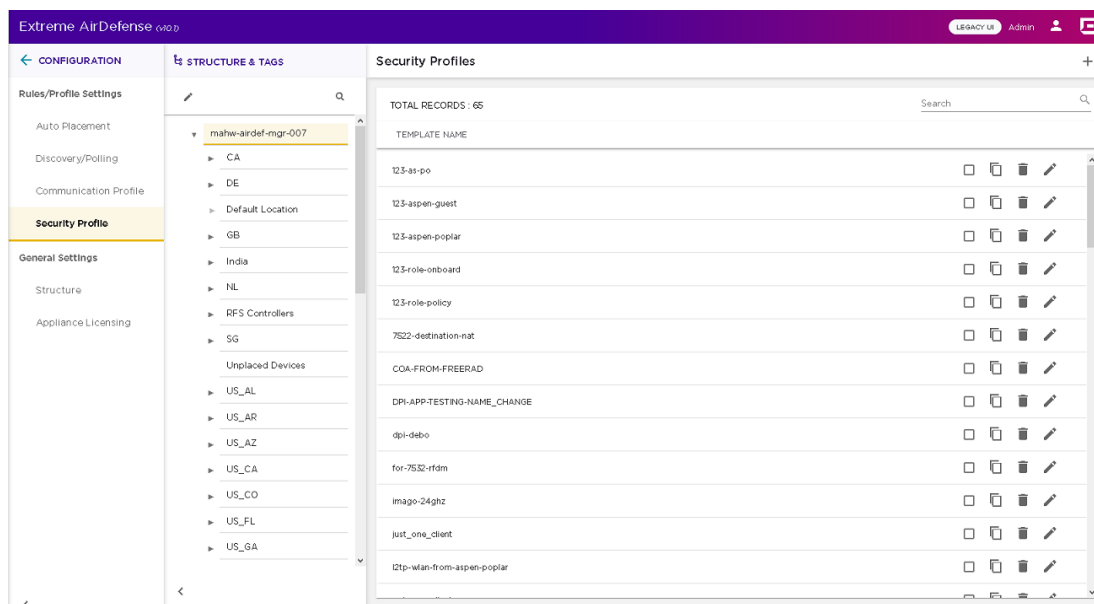 Extreme AirDefense (v10.1)
LEGACY UI Admin
CONFIGURATION
Rules/Profile Settings
Auto Placement
Discovery/Polling
Communication Profile
Security Profile
General Settings
Structure
Appliance Licensing
STRUCTURE & TAGS
mahw-airdef-mgr-007
CA
DE
Default Location
GB
India
NL
RFS Controllers
SG
Unplaced Devices
US_AL
US_AR
US_AZ
US_CA
US_CO
US_FL
US_GA
Security Profiles
TOTAL RECORDS : 65
Search
TEMPLATE NAME
123-as-po
123-aspen-guest
123-aspen-poplar
123-role-onboard
123-role-policy
7522-destination-nat
COA-FROM-FREERAD
DPI-APP-TESTING-NAME_CHANGE
dpi-debo
for-7532-rfdm
imago-24ghz
just_one_client
l2tp-wlan-from-aspen-poplar